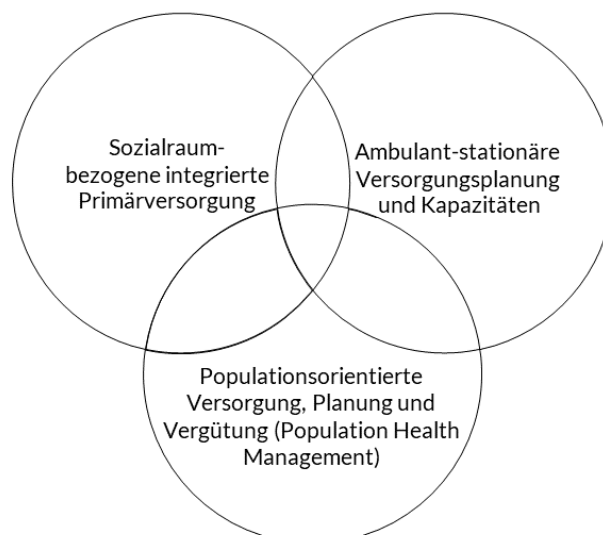 Sozialraum-
bezogene integrierte
Primärversorgung
Ambulant-stationäre
Versorgungsplanung
und Kapazitäten
Populationsorientierte
Versorgung, Planung und
Vergütung (Population Health
Management)